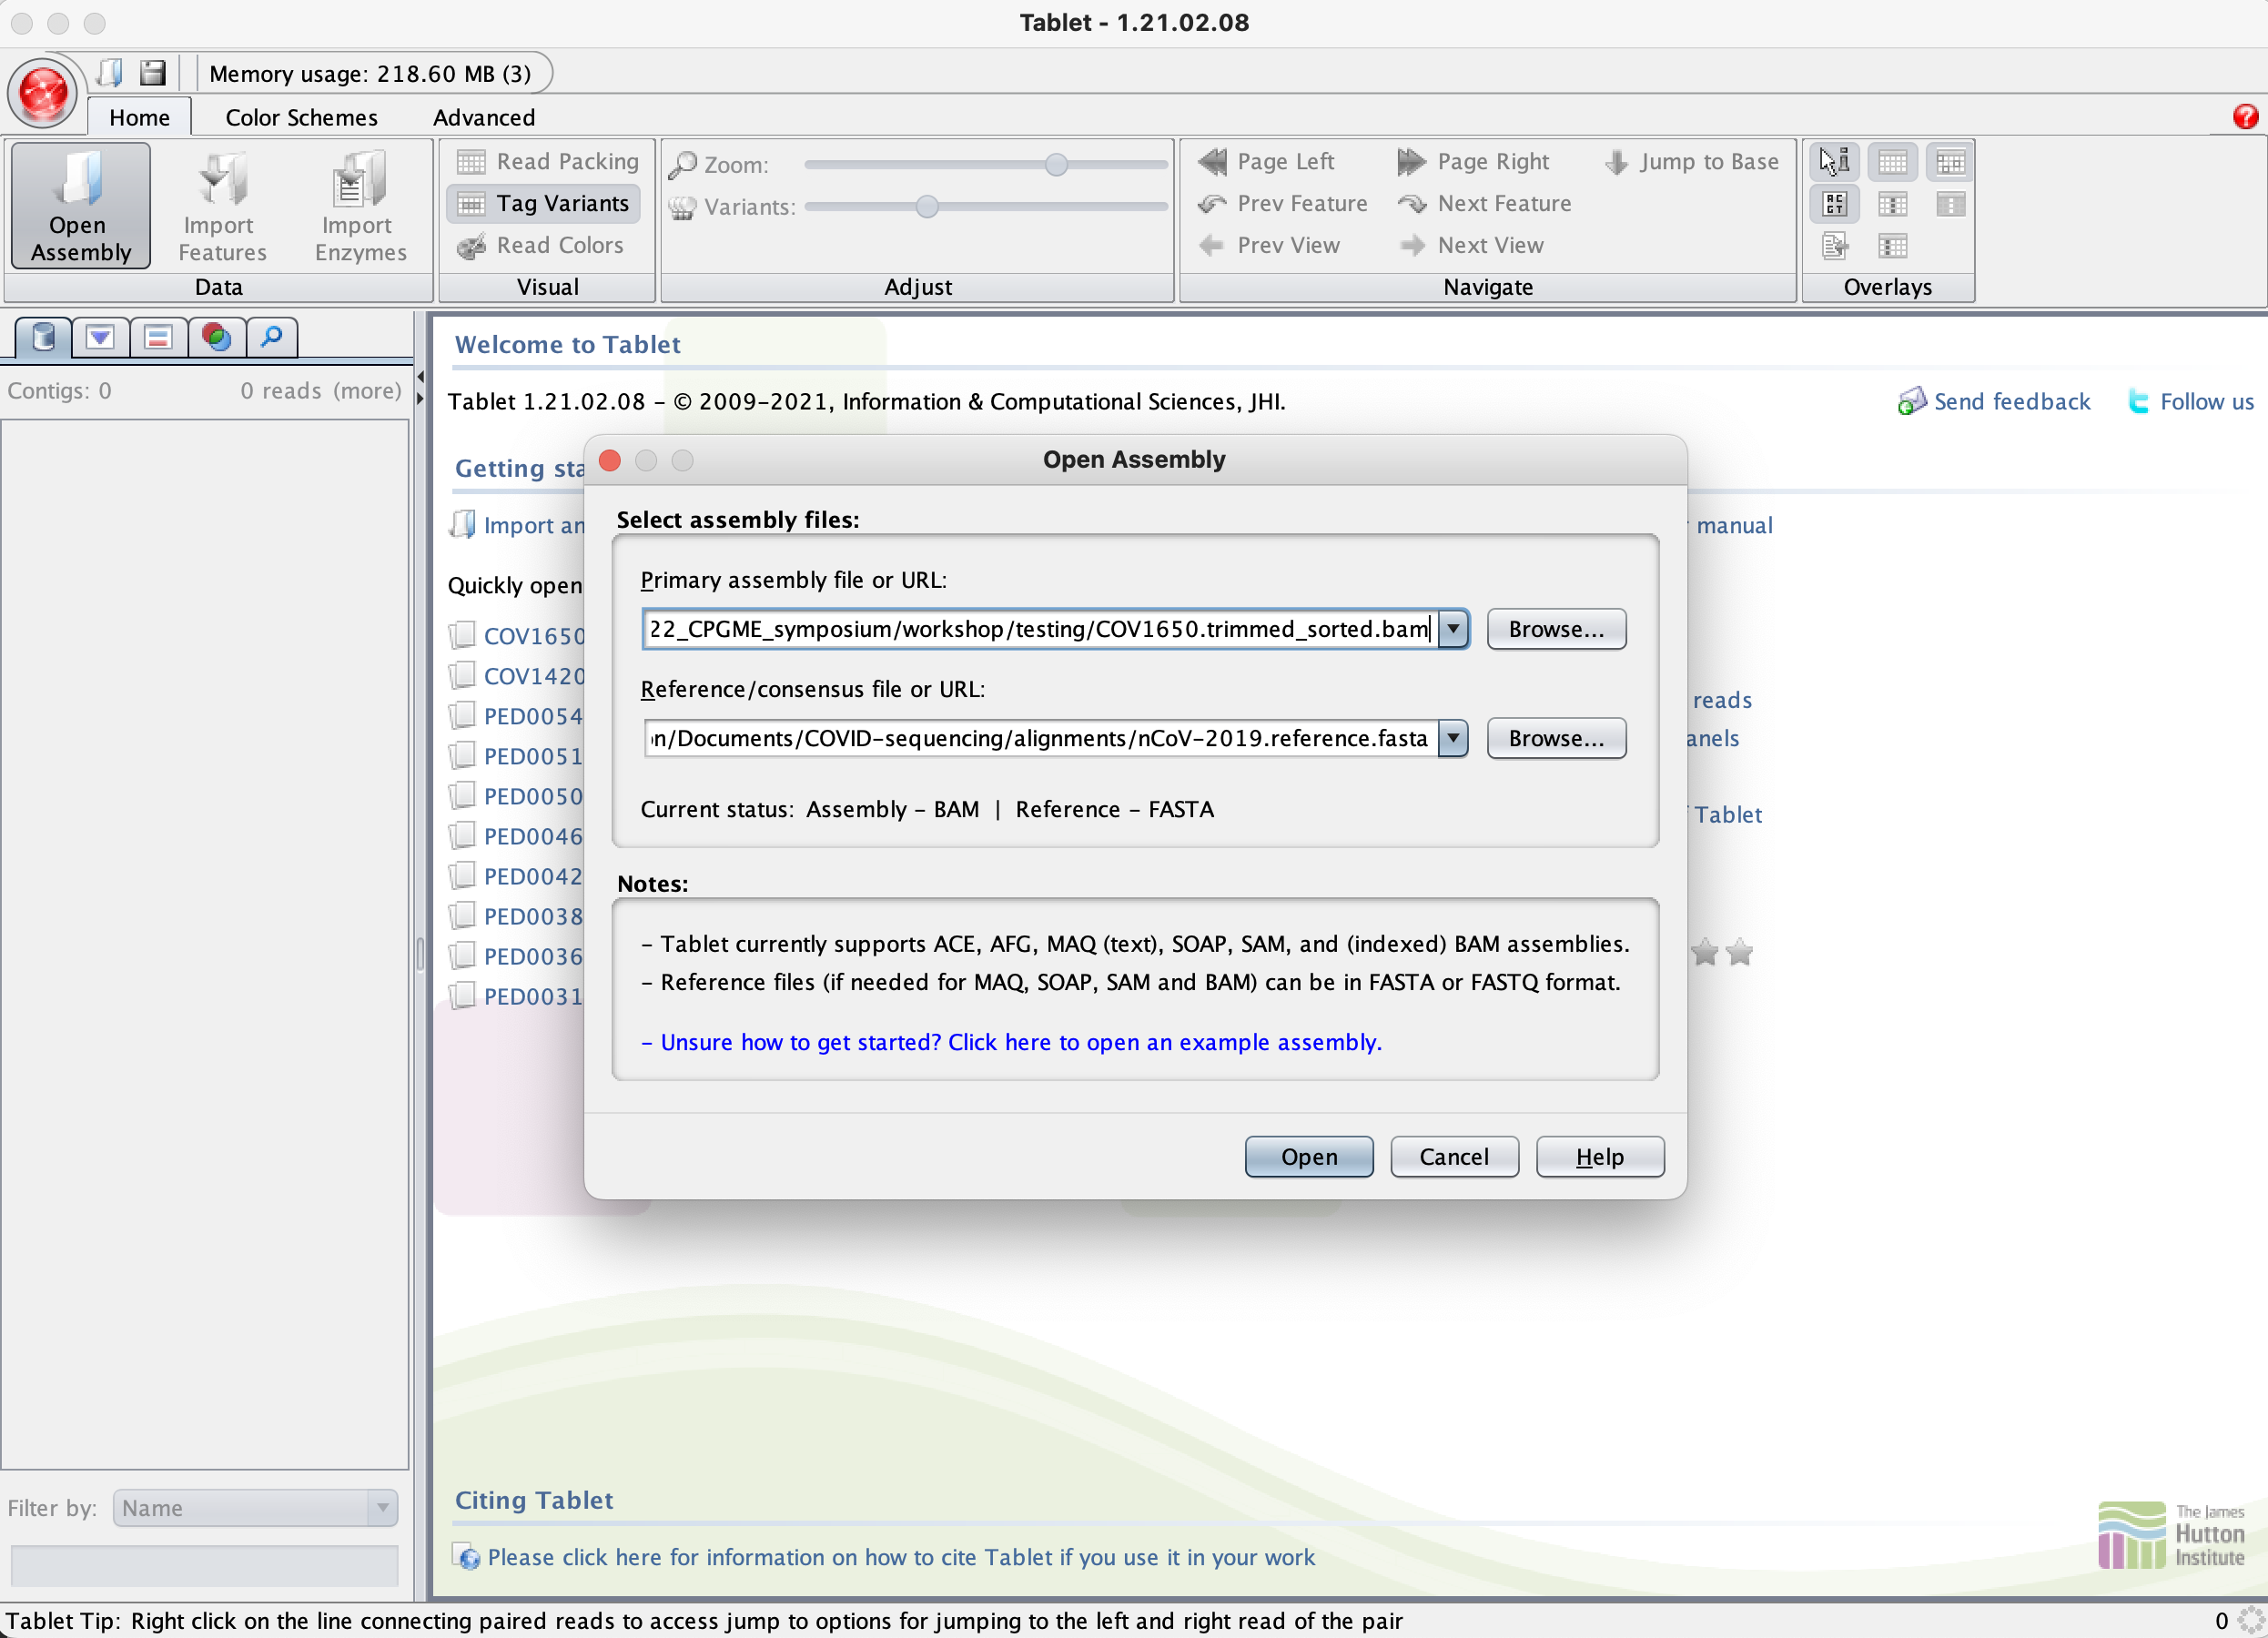 Tablet - 1.21.02.08
Memory usage: 218.60 MB (3)
Home Color Schemes Advanced
Open Assembly
Import Features
Import Enzymes
Data
Read Packing
Tag Variants
Read Colors
Visual
Zoom:
Variants:
Adjust
Page Left Page Right Jump to Base
Prev Feature Next Feature
Prev View Next View
Navigate
Overlays
Contigs: 0 0 reads (more)
Welcome to Tablet
Tablet 1.21.02.08 – © 2009–2021, Information & Computational Sciences, JHI.
Send feedback Follow us
Getting sta
Import an
manual
Quickly open
COV1650
COV1420
PED0054
PED0051
PED0050
PED0046
PED0042
PED0038
PED0036
PED0031
reads
anels
Tablet
Open Assembly
Select assembly files:
Primary assembly file or URL:
22_CPGME_symposium/workshop/testing/COV1650.trimmed_sorted.bam
Browse...
Reference/consensus file or URL:
n/Documents/COVID-sequencing/alignments/nCoV-2019.reference.fasta
Browse...
Current status: Assembly – BAM | Reference – FASTA
Notes:
– Tablet currently supports ACE, AFG, MAQ (text), SOAP, SAM, and (indexed) BAM assemblies.
– Reference files (if needed for MAQ, SOAP, SAM and BAM) can be in FASTA or FASTQ format.
– Unsure how to get started? Click here to open an example assembly.
Open Cancel Help
Filter by: Name
Citing Tablet
Please click here for information on how to cite Tablet if you use it in your work
The James
Hutton
Institute
Tablet Tip: Right click on the line connecting paired reads to access jump to options for jumping to the left and right read of the pair
0